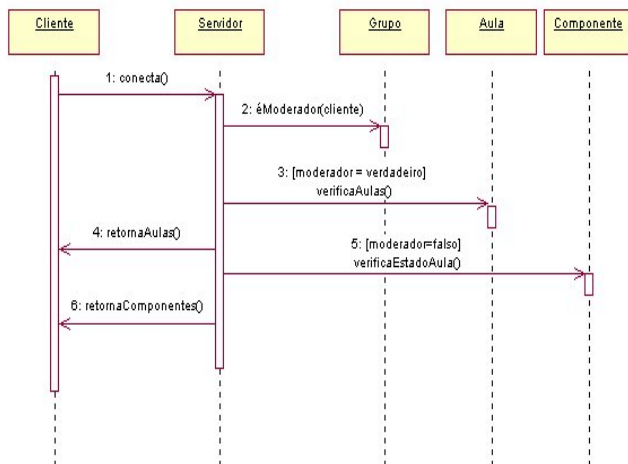 Cliente
Servidor
Grupo
Aula
Componente
1: conecta()
2: éModerador(cliente)
3: [moderador = verdadeiro]
verificaAulas()
4: retornaAulas()
5: [moderador=falso]
verificaEstadoAula()
6: retornaComponentes()